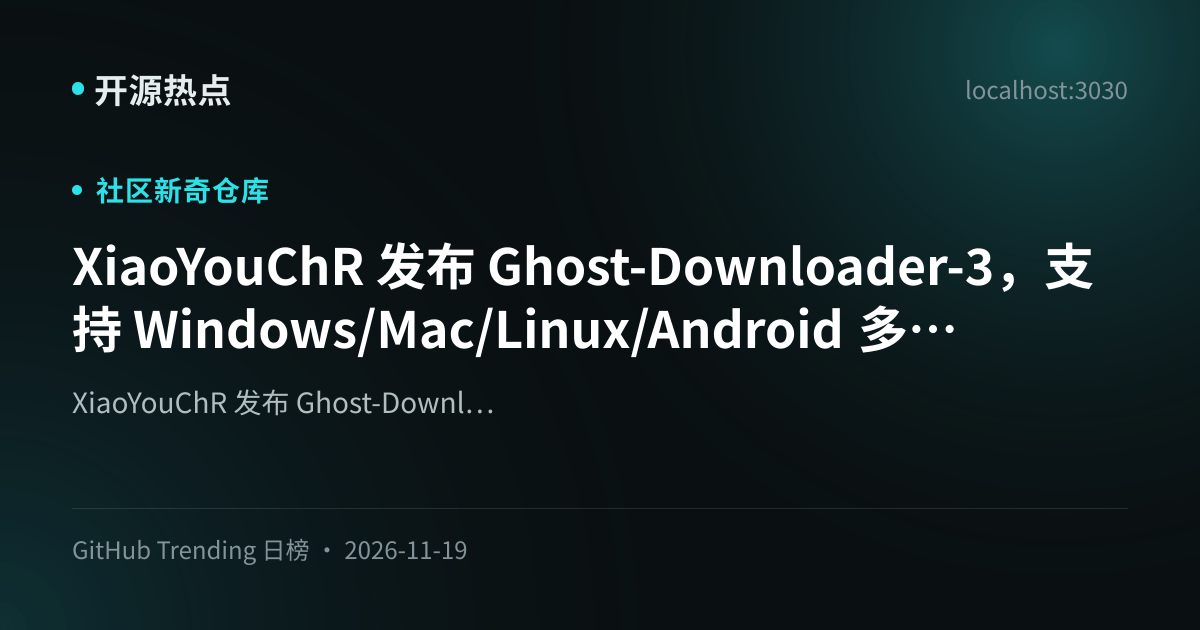 开源热点
localhost:3030
社区新奇仓库
XiaoYouChR 发布 Ghost-Downloader-3，支
持 Windows/Mac/Linux/Android 多…
XiaoYouChR 发布 Ghost-Downl…
GitHub Trending 日榜 · 2026-11-19